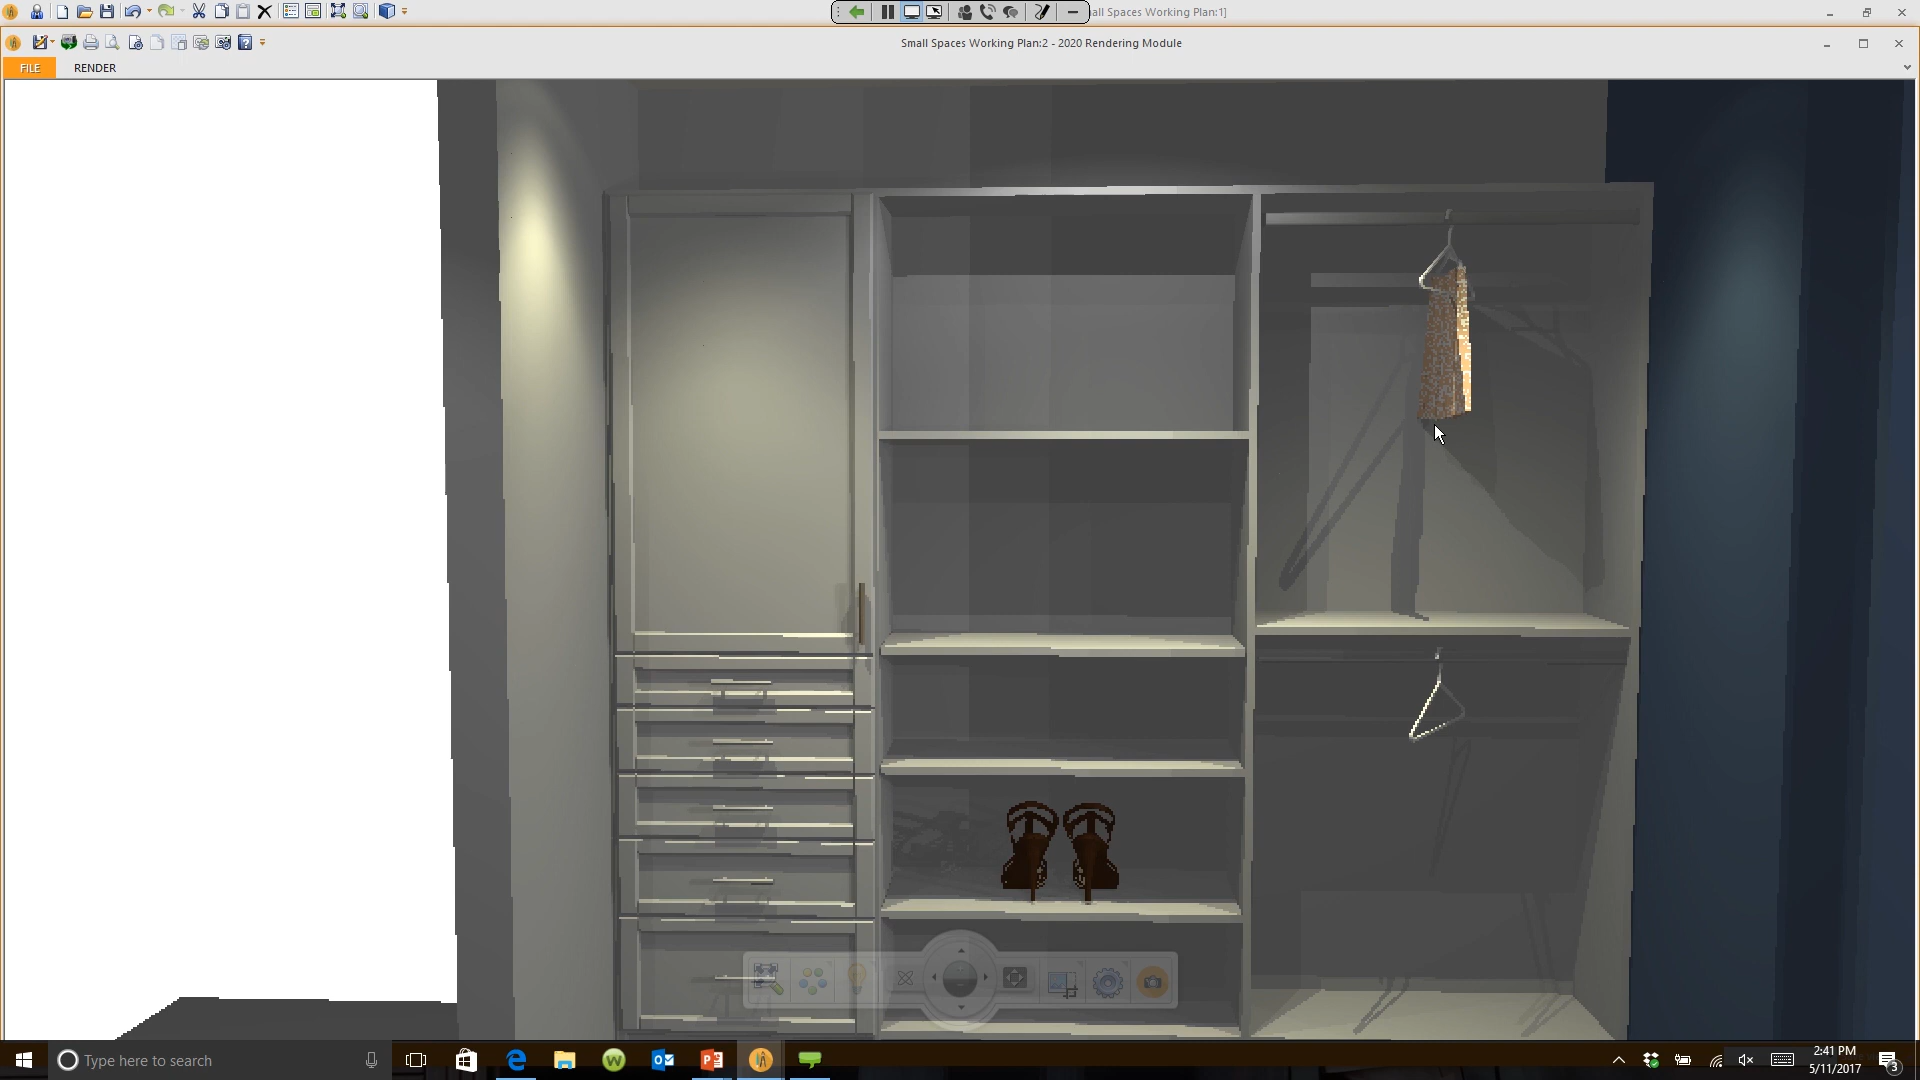 all Spaces Working Plan:1]
Small Spaces Working Plan:2 - 2020 Rendering Module
FILE
RENDER
Type here to search
2:41 PM
5/11/2017
3